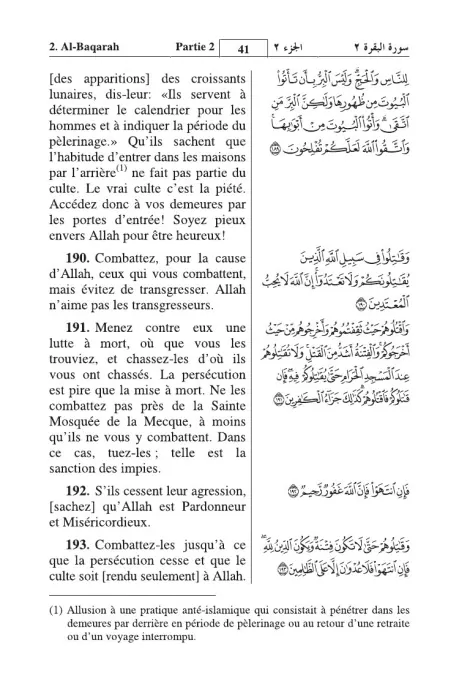 2. Al-Baqarah Partie 2 41 الجزء ٢ سورة البقرة ٢
[des apparitions] des croissants
lunaires, dis-leur: «Ils servent à
déterminer le calendrier pour les
hommes et à indiquer la période du
pèlerinage.» Qu'ils sachent que
l'habitude d'entrer dans les maisons
par l'arrière(1) ne fait pas partie du
culte. Le vrai culte c'est la piété.
Accédez donc à vos demeures par
les portes d'entrée! Soyez pieux
envers Allah pour être heureux!
190. Combattez, pour la cause
d'Allah, ceux qui vous combattent,
mais évitez de transgresser. Allah
n'aime pas les transgresseurs.
191. Menez contre eux une
lutte à mort, où que vous les
trouviez, et chassez-les d'où ils
vous ont chassés. La persécution
est pire que la mise à mort. Ne les
combattez pas près de la Sainte
Mosquée de la Mecque, à moins
qu'ils ne vous y combattent. Dans
ce cas, tuez-les ; telle est la
sanction des impies.
192. S'ils cessent leur agression,
[sachez] qu'Allah est Pardonneur
et Miséricordieux.
193. Combattez-les jusqu'à ce
que la persécution cesse et que le
culte soit [rendu seulement] à Allah.
لِلنَّاسِ وَالْحَجِّ وَلَيْسَ الْبِرُّ بِأَن تَأْتُوا
الْبُيُوتَ مِن ظُهُورِهَا وَلَٰكِنَّ الْبِرَّ مَنِ
اتَّقَىٰ وَأْتُوا الْبُيُوتَ مِنْ أَبْوَابِهَا
وَاتَّقُوا اللَّهَ لَعَلَّكُمْ تُفْلِحُونَ ١٨٩
وَقَاتِلُوا فِي سَبِيلِ اللَّهِ الَّذِينَ
يُقَاتِلُونَكُمْ وَلَا تَعْتَدُوا إِنَّ اللَّهَ لَا يُحِبُّ
الْمُعْتَدِينَ ١٩٠
وَاقْتُلُوهُمْ حَيْثُ ثَقِفْتُمُوهُمْ وَأَخْرِجُوهُم مِّنْ حَيْثُ
أَخْرَجُوكُمْ وَالْفِتْنَةُ أَشَدُّ مِنَ الْقَتْلِ وَلَا تُقَاتِلُوهُمْ
عِندَ الْمَسْجِدِ الْحَرَامِ حَتَّىٰ يُقَاتِلُوكُمْ فِيهِ فَإِن
قَاتَلُوكُمْ فَاقْتُلُوهُمْ كَذَٰلِكَ جَزَاءُ الْكَافِرِينَ ١٩١
فَإِنِ انتَهَوْا فَإِنَّ اللَّهَ غَفُورٌ رَّحِيمٌ ١٩٢
وَقَاتِلُوهُمْ حَتَّىٰ لَا تَكُونَ فِتْنَةٌ وَيَكُونَ الدِّينُ لِلَّهِ
فَإِنِ انتَهَوْا فَلَا عُدْوَانَ إِلَّا عَلَى الظَّالِمِينَ ١٩٣
(1) Allusion à une pratique anté-islamique qui consistait à pénétrer dans les
demeures par derrière en période de pèlerinage ou au retour d'une retraite
ou d'un voyage interrompu.